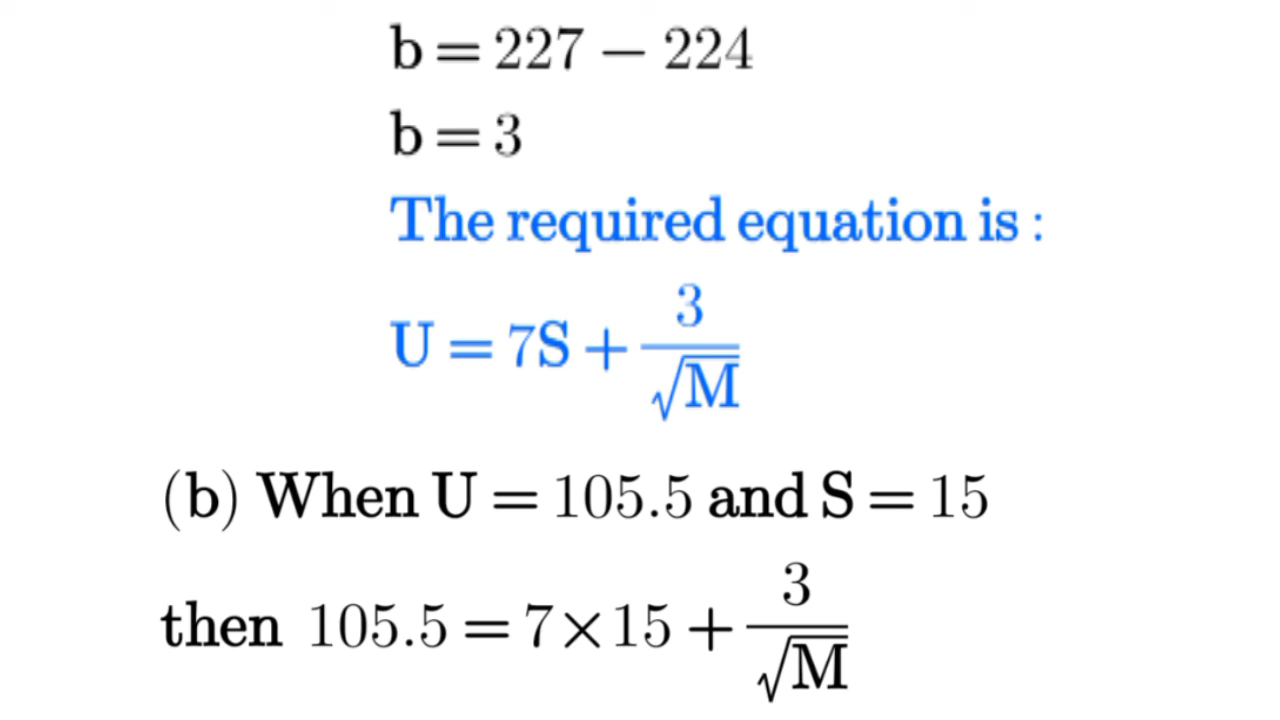 b = 227 − 224
b = 3
The required equation is :
U = 7S + 3/√M
(b) When U = 105.5 and S = 15
then 105.5 = 7×15 + 3/√M